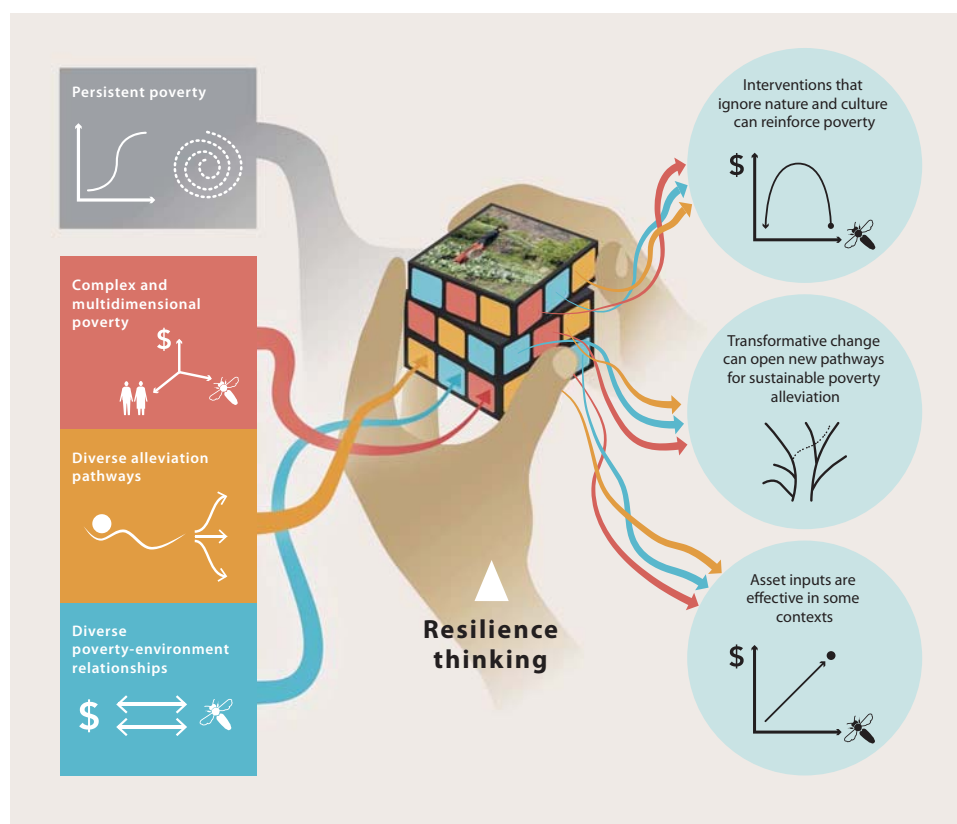 Persistent poverty
Complex and
multidimensional
poverty
$
Diverse alleviation
pathways
Diverse
poverty-environment
relationships
$
Resilience
thinking
Interventions that
ignore nature and culture
can reinforce poverty
$
Transformative change
can open new pathways
for sustainable poverty
alleviation
Asset inputs are
effective in some
contexts
$